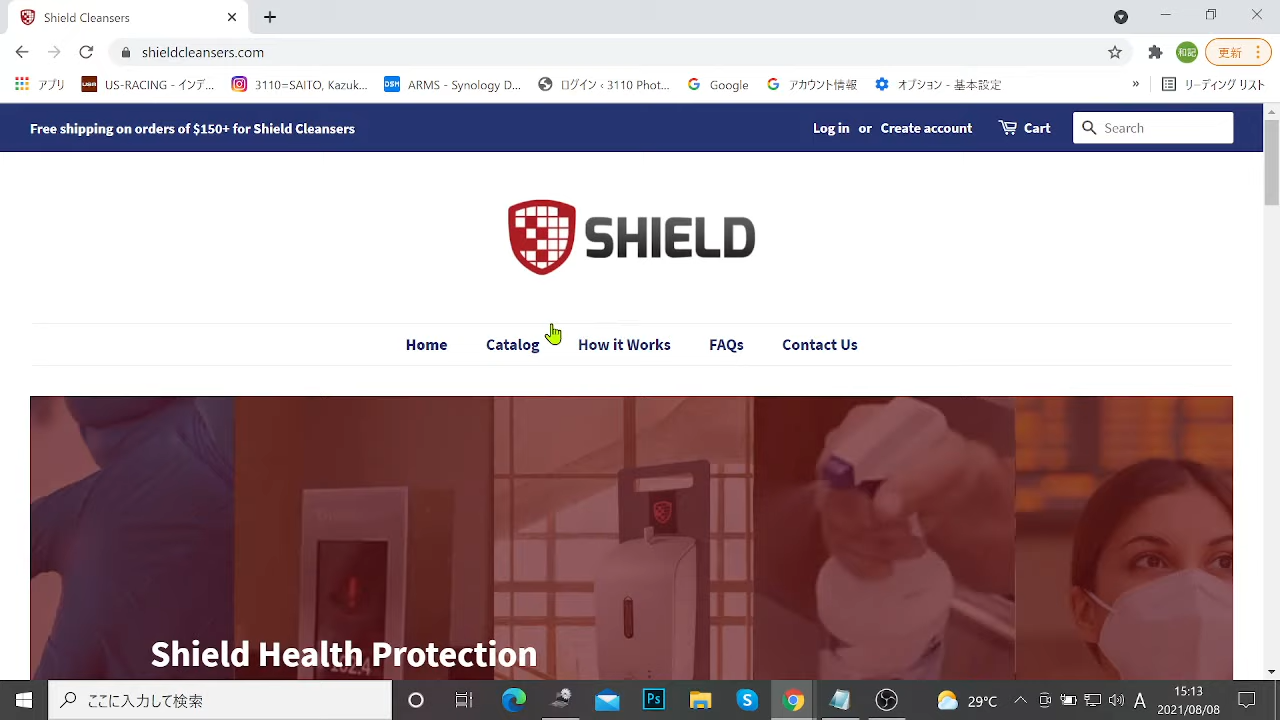 Shield Cleansers
shieldcleansers.com
和記
更新
アプリ
US-RACING - インデ...
3110=SAITO, Kazuk...
DSM
ARMS - Synology D...
ログイン - 3110 Phot...
Google
アカウント情報
オプション - 基本設定
»
リーディング リスト
Free shipping on orders of $150+ for Shield Cleansers
Log in or Create account
Cart
Search
SHIELD
Home
Catalog
How it Works
FAQs
Contact Us
Shield Health Protection
ここに入力して検索
Ps
29°C
A
15:13
2021/08/08